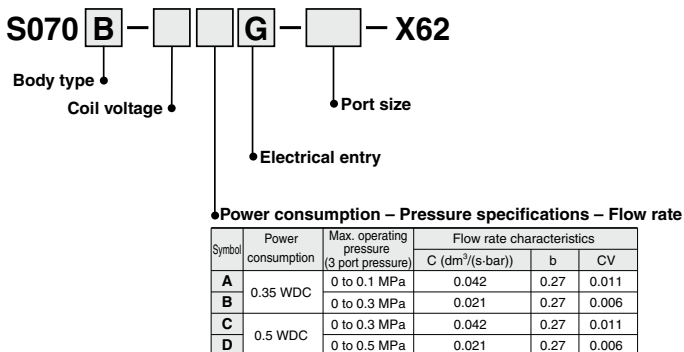 S070 B – G – – X62
Body type
Coil voltage
Port size
Electrical entry
Power consumption – Pressure specifications – Flow rate
Symbol Power consumption Max. operating pressure (3 port pressure) Flow rate characteristics
C (dm³/(s·bar)) b CV
A 0.35 WDC 0 to 0.1 MPa 0.042 0.27 0.011
B 0 to 0.3 MPa 0.021 0.27 0.006
C 0.5 WDC 0 to 0.3 MPa 0.042 0.27 0.011
D 0 to 0.5 MPa 0.021 0.27 0.006